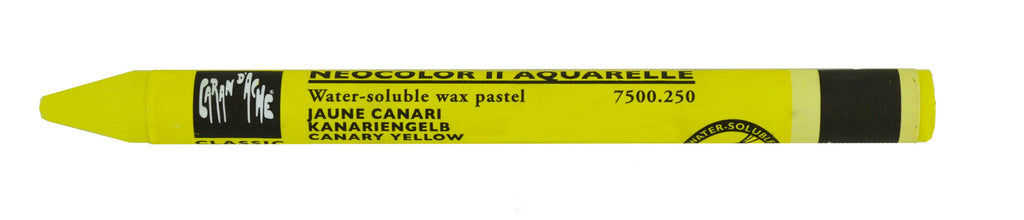 CARAN D'ACHE
CLASSIC
NEOCOLOR II AQUARELLE
Water-soluble wax pastel 7500.250
JAUNE CANARI
KANARIENGELB
CANARY YELLOW
WATER-SOLUBLE